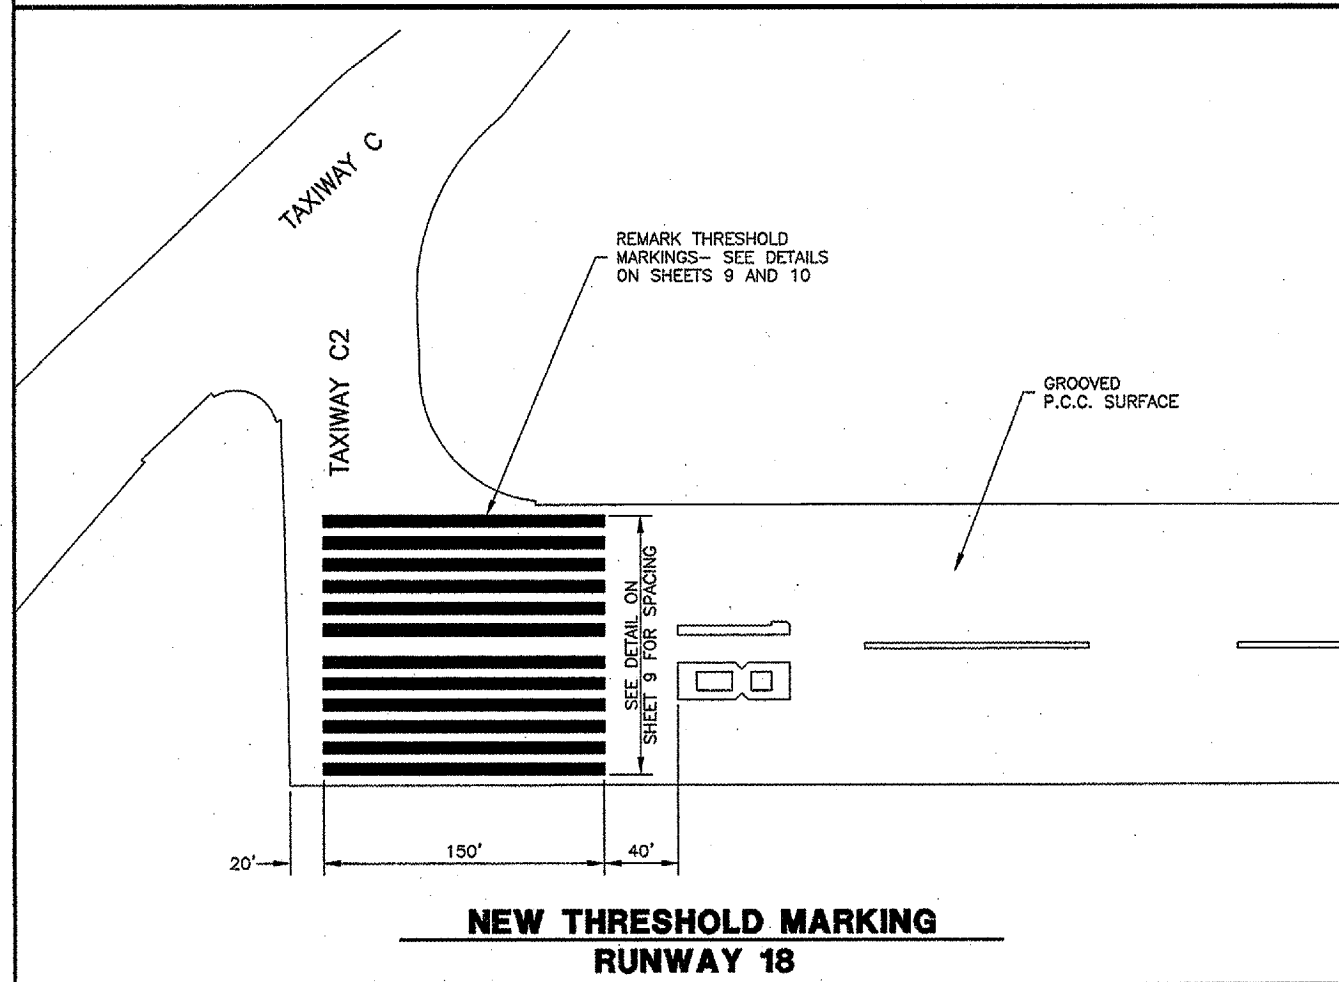 TAXIWAY C
REMARK THRESHOLD
MARKINGS- SEE DETAILS
ON SHEETS 9 AND 10
TAXIWAY C2
GROOVED
P.C.C. SURFACE
SEE DETAIL ON
SHEET 9 FOR SPACING
20'
150'
40'
NEW THRESHOLD MARKING
RUNWAY 18